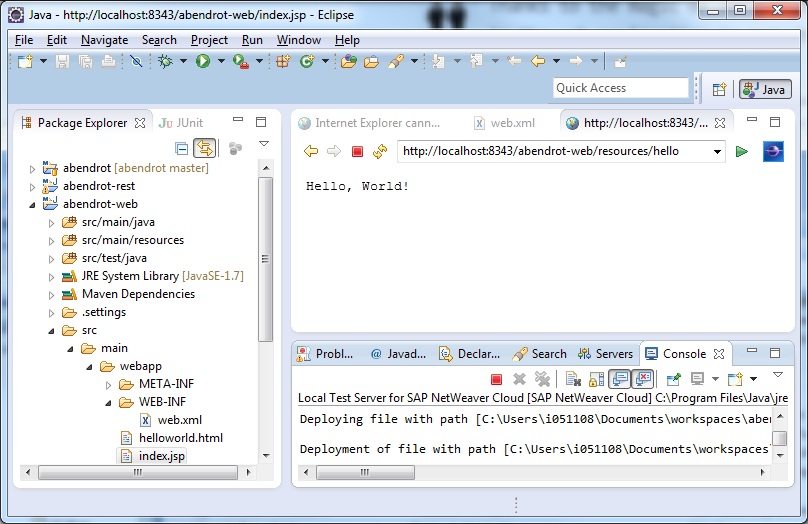 Java - http://localhost:8343/abendrot-web/index.jsp - Eclipse
File Edit Navigate Search Project Run Window Help
Quick Access
Java
Package Explorer
JUnit
abendrot [abendrot master]
abendrot-rest
abendrot-web
src/main/java
src/main/resources
src/test/java
JRE System Library [JavaSE-1.7]
Maven Dependencies
.settings
src
main
webapp
META-INF
WEB-INF
web.xml
helloworld.html
index.jsp
Internet Explorer cann...
web.xml
http://localhost:8343/...
http://localhost:8343/abendrot-web/resources/hello
Hello, World!
Probl...
@ Javad...
Declar...
Search
Servers
Console
Local Test Server for SAP NetWeaver Cloud [SAP NetWeaver Cloud] C:\Program Files\Java\jre
Deploying file with path [C:\Users\i051108\Documents\workspaces\aben
Deployment of file with path [C:\Users\i051108\Documents\workspaces\